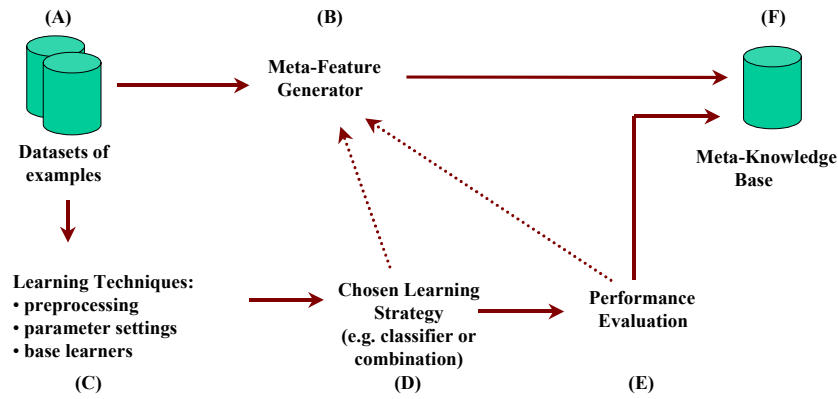 (A)
(B)
(F)
Meta-Feature
Generator
Datasets of
examples
Meta-Knowledge
Base
Learning Techniques:
• preprocessing
• parameter settings
• base learners
Chosen Learning
Strategy
(e.g. classifier or
combination)
Performance
Evaluation
(C)
(D)
(E)